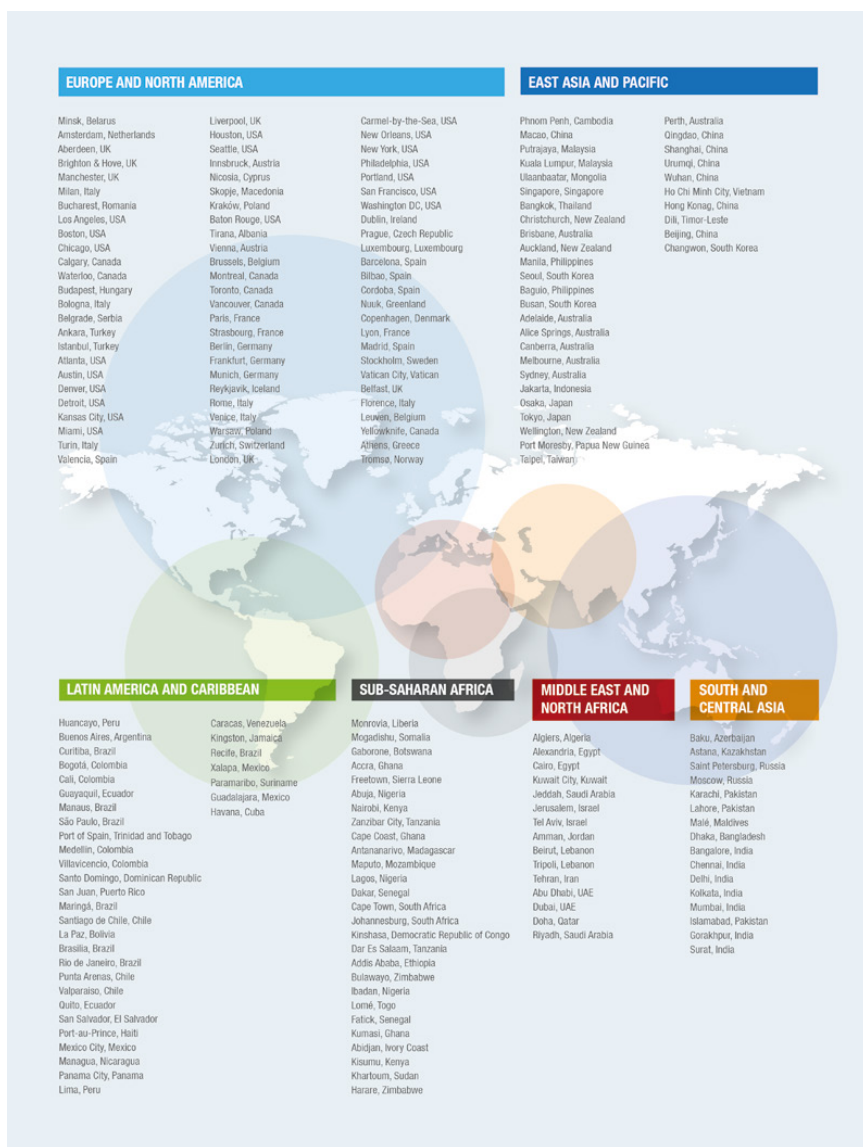 EUROPE AND NORTH AMERICA
Minsk, Belarus
Amsterdam, Netherlands
Aberdeen, UK
Brighton & Hove, UK
Manchester, UK
Milan, Italy
Bucharest, Romania
Los Angeles, USA
Boston, USA
Chicago, USA
Calgary, Canada
Waterloo, Canada
Budapest, Hungary
Bologna, Italy
Belgrade, Serbia
Ankara, Turkey
Istanbul, Turkey
Atlanta, USA
Austin, USA
Denver, USA
Detroit, USA
Kansas City, USA
Miami, USA
Turin, Italy
Valencia, Spain
Liverpool, UK
Houston, USA
Seattle, USA
Innsbruck, Austria
Nicosia, Cyprus
Skopje, Macedonia
Kraków, Poland
Baton Rouge, USA
Tirana, Albania
Vienna, Austria
Brussels, Belgium
Montreal, Canada
Toronto, Canada
Vancouver, Canada
Paris, France
Strasbourg, France
Berlin, Germany
Frankfurt, Germany
Munich, Germany
Reykjavik, Iceland
Rome, Italy
Venice, Italy
Warsaw, Poland
Zurich, Switzerland
London, UK
Carmel-by-the-Sea, USA
New Orleans, USA
New York, USA
Philadelphia, USA
Portland, USA
San Francisco, USA
Washington DC, USA
Dublin, Ireland
Prague, Czech Republic
Luxembourg, Luxembourg
Barcelona, Spain
Bilbao, Spain
Cordoba, Spain
Nuuk, Greenland
Copenhagen, Denmark
Lyon, France
Madrid, Spain
Stockholm, Sweden
Vatican City, Vatican
Belfast, UK
Florence, Italy
Leuven, Belgium
Yellowknife, Canada
Athens, Greece
Tromsø, Norway
EAST ASIA AND PACIFIC
Phnom Penh, Cambodia
Macao, China
Putrajaya, Malaysia
Kuala Lumpur, Malaysia
Ulaanbaatar, Mongolia
Singapore, Singapore
Bangkok, Thailand
Christchurch, New Zealand
Brisbane, Australia
Auckland, New Zealand
Manila, Philippines
Seoul, South Korea
Baguio, Philippines
Busan, South Korea
Adelaide, Australia
Alice Springs, Australia
Canberra, Australia
Melbourne, Australia
Sydney, Australia
Jakarta, Indonesia
Osaka, Japan
Tokyo, Japan
Wellington, New Zealand
Port Moresby, Papua New Guinea
Taipei, Taiwan
Perth, Australia
Qingdao, China
Shanghai, China
Urumqi, China
Wuhan, China
Ho Chi Minh City, Vietnam
Hong Konag, China
Dili, Timor-Leste
Beijing, China
Changwon, South Korea
LATIN AMERICA AND CARIBBEAN
Huancayo, Peru
Buenos Aires, Argentina
Curitiba, Brazil
Bogotá, Colombia
Cali, Colombia
Guayaquil, Ecuador
Manaus, Brazil
São Paulo, Brazil
Port of Spain, Trinidad and Tobago
Medellín, Colombia
Villavicencio, Colombia
Santo Domingo, Dominican Republic
San Juan, Puerto Rico
Maringá, Brazil
Santiago de Chile, Chile
La Paz, Bolivia
Brasilia, Brazil
Rio de Janeiro, Brazil
Punta Arenas, Chile
Valparaiso, Chile
Quito, Ecuador
San Salvador, El Salvador
Port-au-Prince, Haiti
Mexico City, Mexico
Managua, Nicaragua
Panama City, Panama
Lima, Peru
Caracas, Venezuela
Kingston, Jamaica
Recife, Brazil
Xalapa, Mexico
Paramaribo, Suriname
Guadalajara, Mexico
Havana, Cuba
SUB-SAHARAN AFRICA
Monrovia, Liberia
Mogadishu, Somalia
Gaborone, Botswana
Accra, Ghana
Freetown, Sierra Leone
Abuja, Nigeria
Nairobi, Kenya
Zanzibar City, Tanzania
Cape Coast, Ghana
Antananarivo, Madagascar
Maputo, Mozambique
Lagos, Nigeria
Dakar, Senegal
Cape Town, South Africa
Johannesburg, South Africa
Kinshasa, Democratic Republic of Congo
Dar Es Salaam, Tanzania
Addis Ababa, Ethiopia
Bulawayo, Zimbabwe
Ibadan, Nigeria
Lomé, Togo
Fatick, Senegal
Kumasi, Ghana
Abidjan, Ivory Coast
Kisumu, Kenya
Khartoum, Sudan
Harare, Zimbabwe
MIDDLE EAST AND
NORTH AFRICA
Algiers, Algeria
Alexandria, Egypt
Cairo, Egypt
Kuwait City, Kuwait
Jeddah, Saudi Arabia
Jerusalem, Israel
Tel Aviv, Israel
Amman, Jordan
Beirut, Lebanon
Tripoli, Lebanon
Tehran, Iran
Abu Dhabi, UAE
Dubai, UAE
Doha, Qatar
Riyadh, Saudi Arabia
SOUTH AND
CENTRAL ASIA
Baku, Azerbaijan
Astana, Kazakhstan
Saint Petersburg, Russia
Moscow, Russia
Karachi, Pakistan
Lahore, Pakistan
Malé, Maldives
Dhaka, Bangladesh
Bangalore, India
Chennai, India
Delhi, India
Kolkata, India
Mumbai, India
Islamabad, Pakistan
Gorakhpur, India
Surat, India